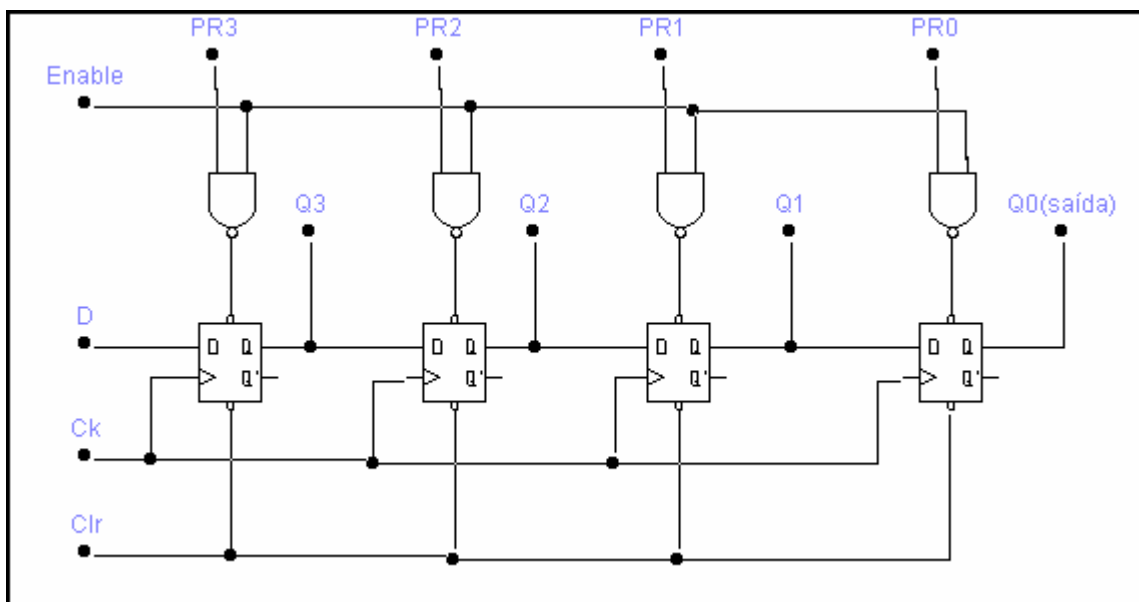 PR3 PR2 PR1 PR0
Enable
Q3 Q2 Q1 Q0(saída)
D
D Q D Q D Q D Q
Q' Q' Q' Q'
Ck
Clr